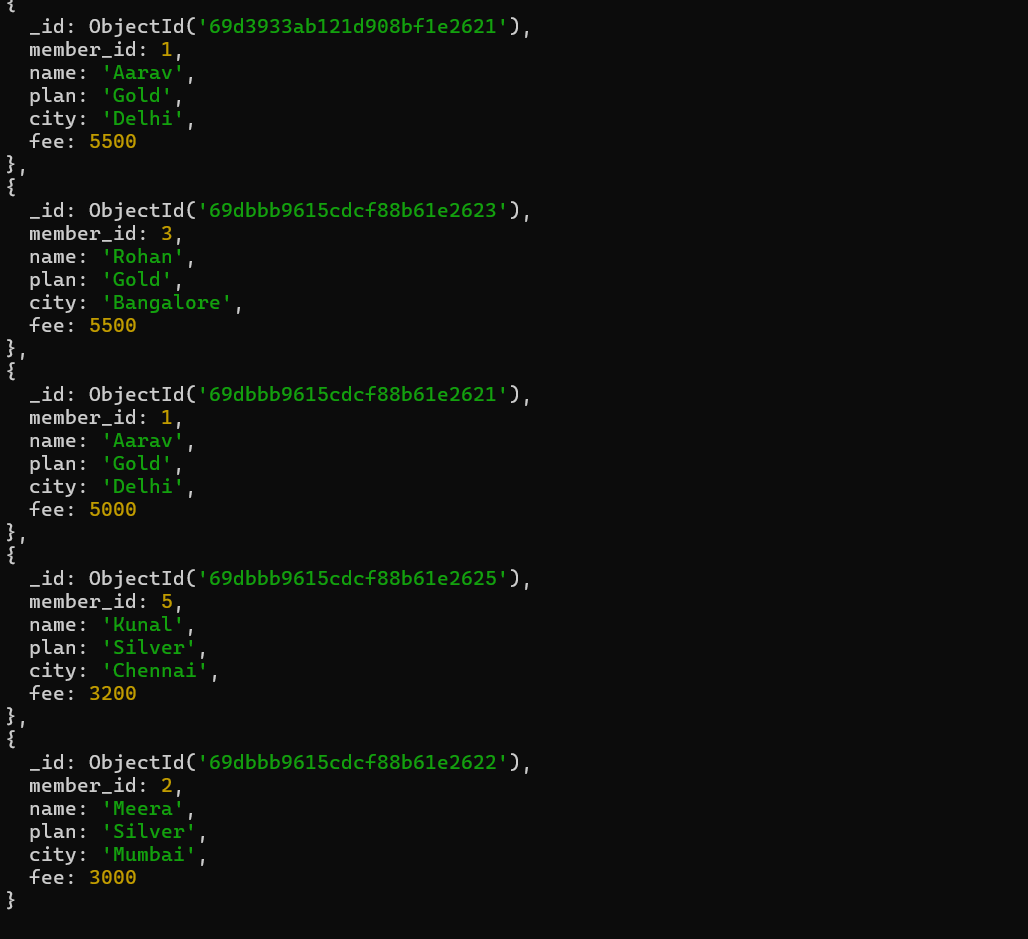 {
  _id: ObjectId('69d3933ab121d908bf1e2621'),
  member_id: 1,
  name: 'Aarav',
  plan: 'Gold',
  city: 'Delhi',
  fee: 5500
},
{
  _id: ObjectId('69dbbb9615cdcf88b61e2623'),
  member_id: 3,
  name: 'Rohan',
  plan: 'Gold',
  city: 'Bangalore',
  fee: 5500
},
{
  _id: ObjectId('69dbbb9615cdcf88b61e2621'),
  member_id: 1,
  name: 'Aarav',
  plan: 'Gold',
  city: 'Delhi',
  fee: 5000
},
{
  _id: ObjectId('69dbbb9615cdcf88b61e2625'),
  member_id: 5,
  name: 'Kunal',
  plan: 'Silver',
  city: 'Chennai',
  fee: 3200
},
{
  _id: ObjectId('69dbbb9615cdcf88b61e2622'),
  member_id: 2,
  name: 'Meera',
  plan: 'Silver',
  city: 'Mumbai',
  fee: 3000
}